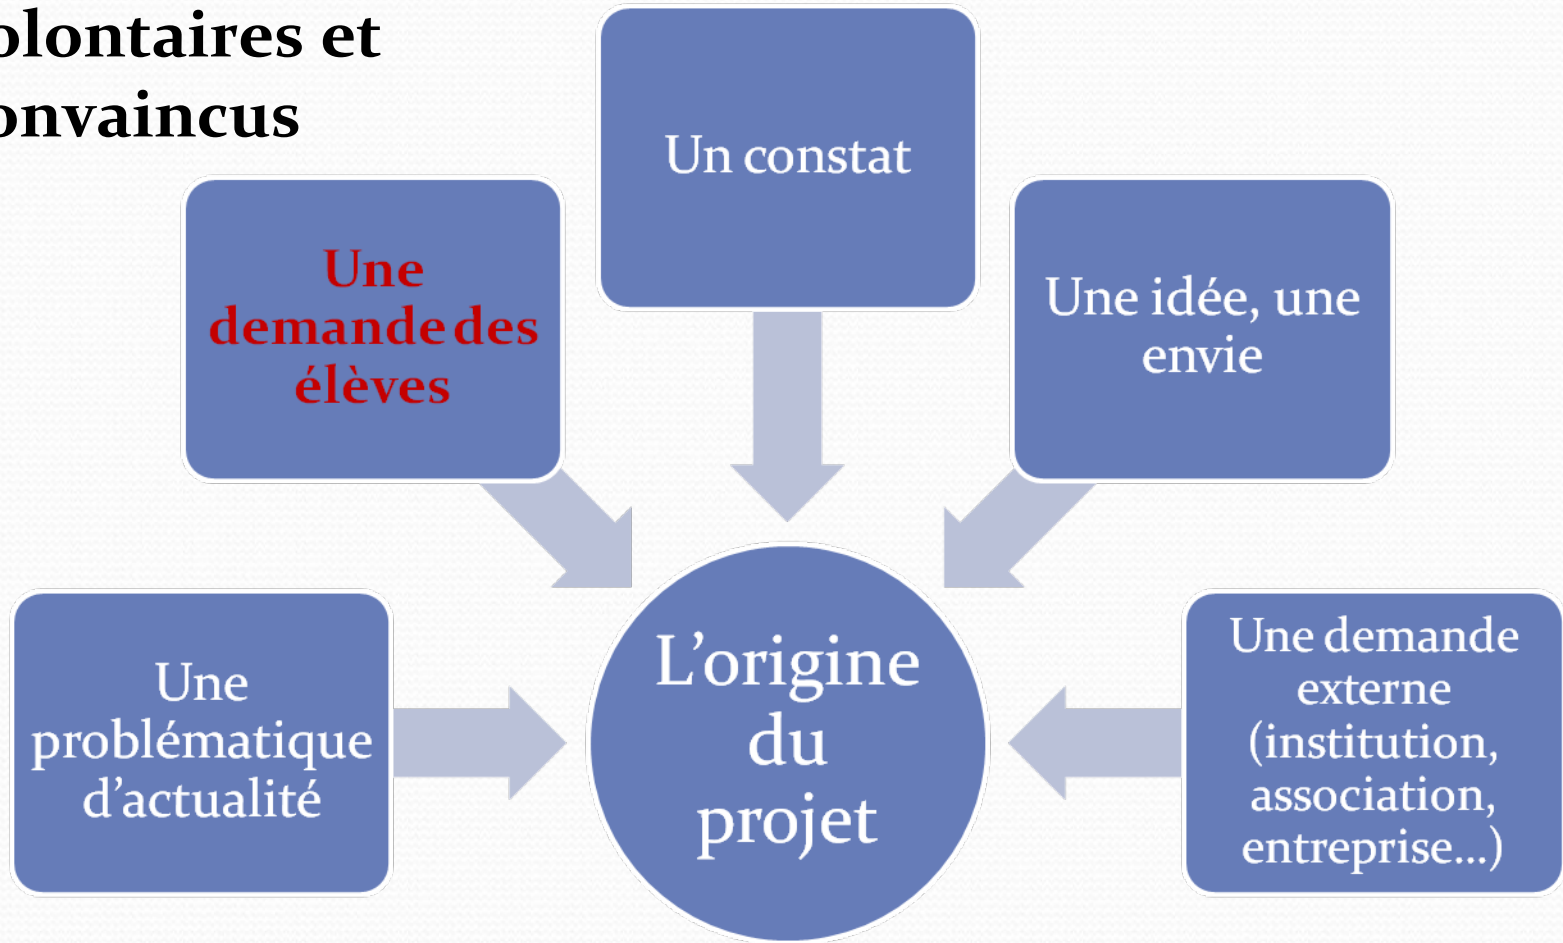 olontaires et
onvaincus
Un constat
Une
demande des
élèves
Une idée, une
envie
Une
problématique
d’actualité
L’origine
du
projet
Une demande
externe
(institution,
association,
entreprise…)